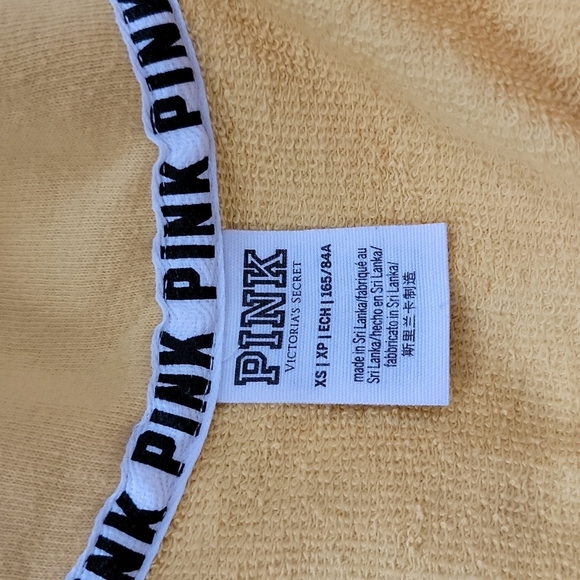 PINK PINK PINK PINK
PINK
VICTORIA'S SECRET
XS | XP | ECH | 165/84A
made in Sri Lanka/fabriqué au
Sri Lanka/hecho en Sri Lanka/
fabbricato in Sri Lanka/
斯里兰卡制造